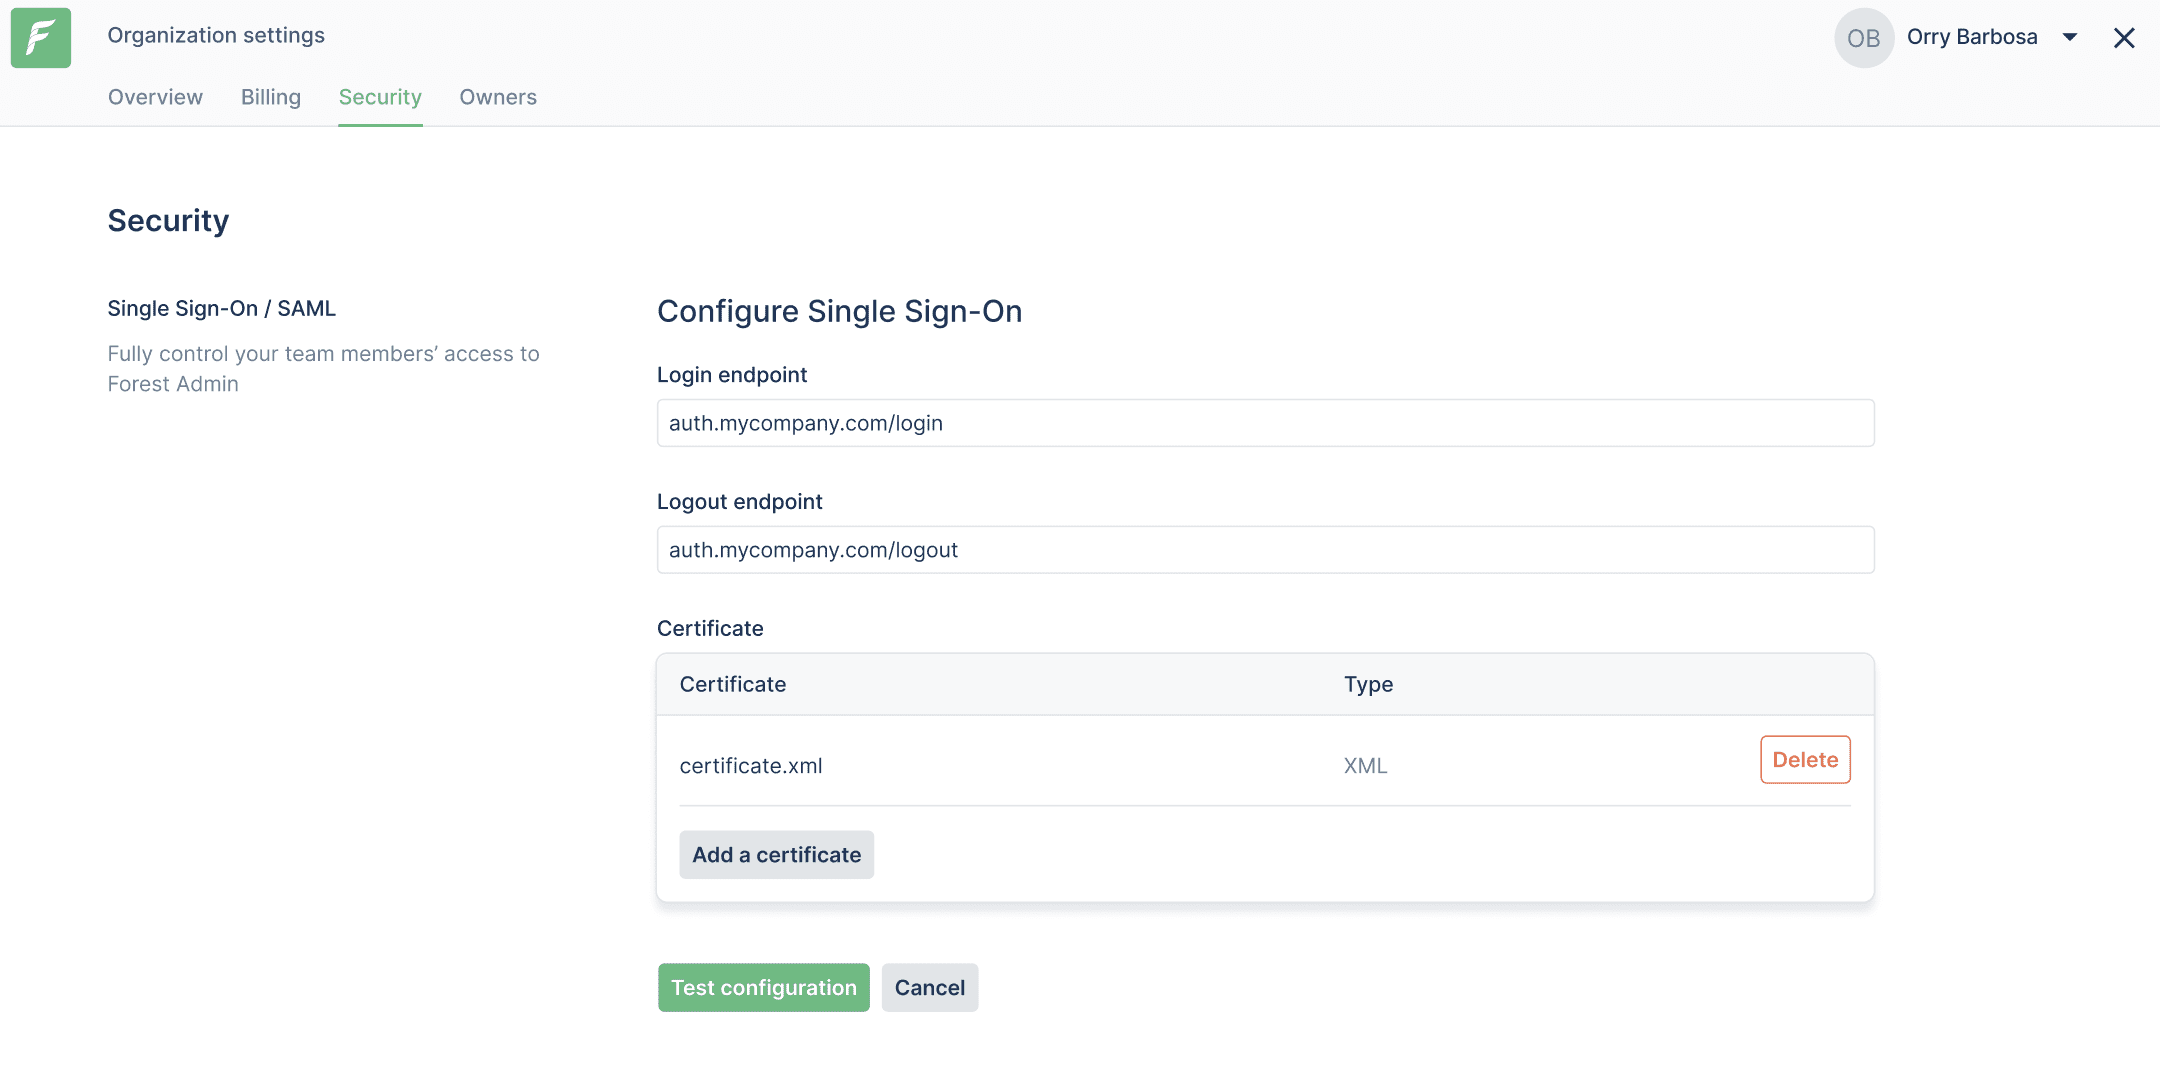 Organization settings
OB Orry Barbosa
Overview Billing Security Owners
Security
Single Sign-On / SAML
Fully control your team members’ access to
Forest Admin
Configure Single Sign-On
Login endpoint
auth.mycompany.com/login
Logout endpoint
auth.mycompany.com/logout
Certificate
Certificate Type
certificate.xml XML Delete
Add a certificate
Test configuration Cancel